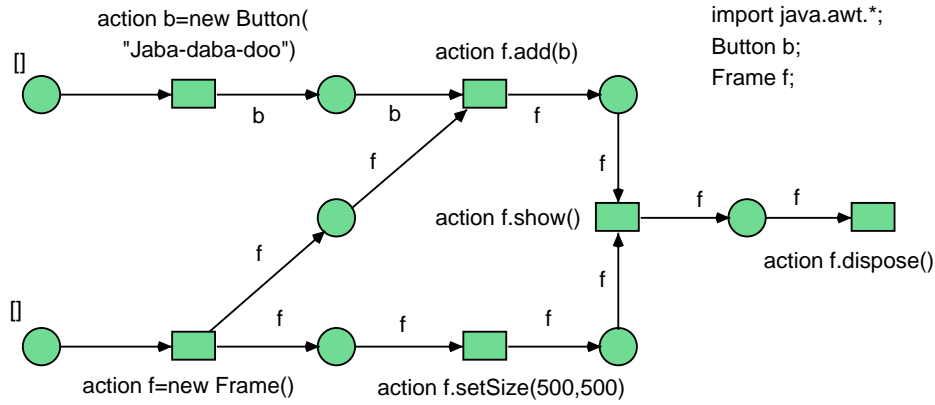 action b=new Button(
"Jaba-daba-doo")
import java.awt.*;
Button b;
Frame f;
[]
action f.add(b)
b
b
f
f
f
action f.show()
f
f
f
action f.dispose()
f
[]
f
f
f
action f=new Frame()
action f.setSize(500,500)